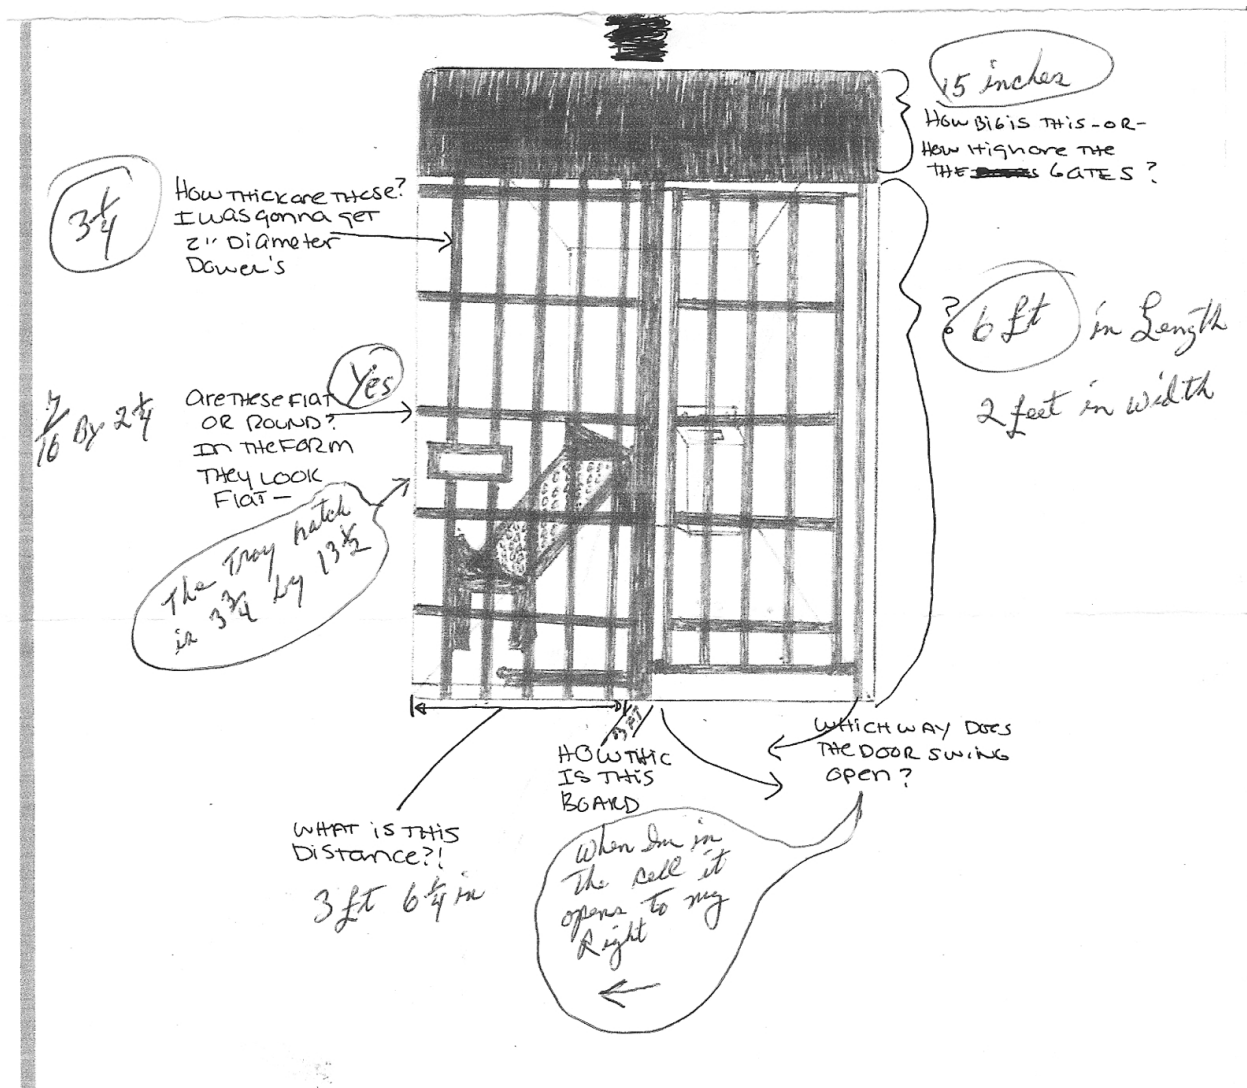 15 inches
HOW BIG IS THIS -OR-
HOW HIGH ARE THE
THE GATES?
3 1/4
HOW THICK ARE THESE?
I WAS gonna geT
2" DIameTer
Dower's
? 6 ft in Length
2 feet in width
Yes
7/16 By 2 1/4
are THESE FLAT
OR ROUND?
IN THE FORM
THEY LOOK
FLAT —
The Tray hatch
is 3 3/4 by 13 1/2
WHICH WAY DOES
THE DOOR SWING
OPEN?
HOW THIC
IS THIS
BOARD
WHAT IS THIS
DISTance?!
3 ft 6 1/4 in
When Im in
the cell it
opens to my
Right